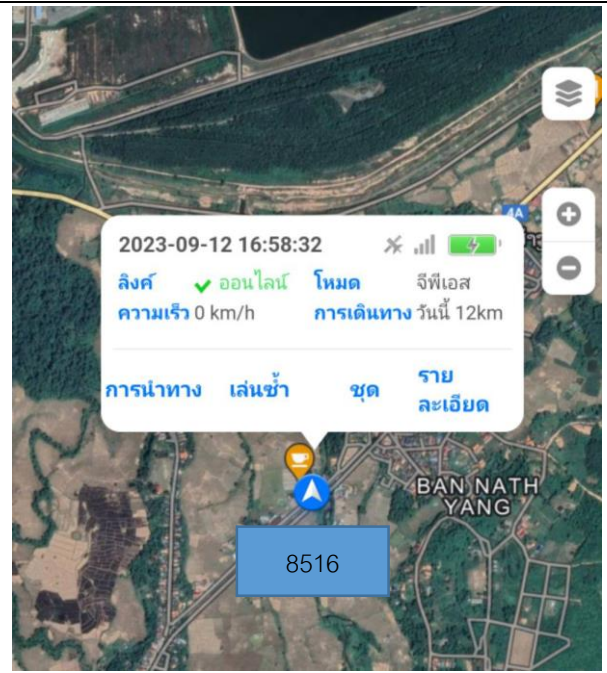 4A
2023-09-12 16:58:32
ลิงค์ ออนไลน์ โหมด จีพีเอส
ความเร็ว 0 km/h การเดินทาง วันนี้ 12km
การนำทาง เล่นซ้ำ ชุด ราย
ละเอียด
BAN NATH
YANG
8516